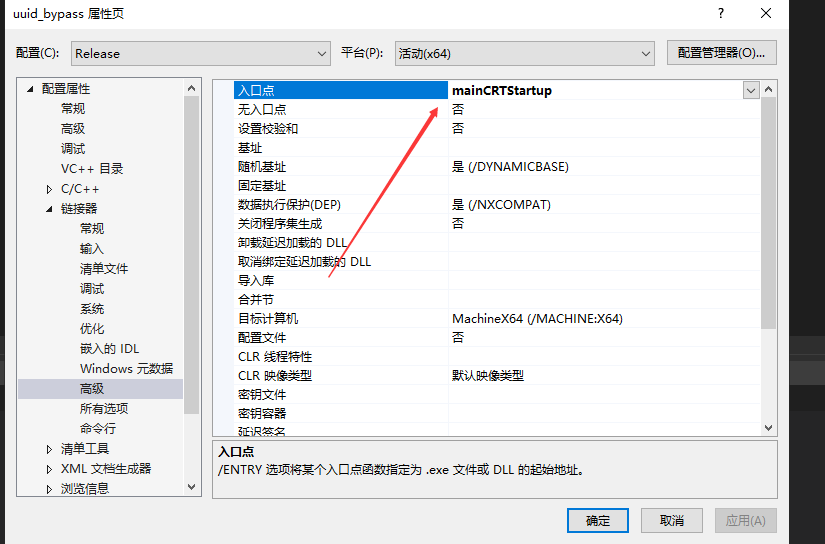 uuid_bypass 属性页
配置(C): Release 平台(P): 活动(x64) 配置管理器(O)...
配置属性
常规
高级
调试
VC++ 目录
C/C++
链接器
常规
输入
清单文件
调试
系统
优化
嵌入的 IDL
Windows 元数据
高级
所有选项
命令行
清单工具
XML 文档生成器
浏览信息
入口点 mainCRTStartup
无入口点 否
设置校验和 否
基址
随机基址 是 (/DYNAMICBASE)
固定基址
数据执行保护(DEP) 是 (/NXCOMPAT)
关闭程序集生成 否
卸载延迟加载的 DLL
取消绑定延迟加载的 DLL
导入库
合并节
目标计算机 MachineX64 (/MACHINE:X64)
配置文件 否
CLR 线程特性
CLR 映像类型 默认映像类型
密钥文件
密钥容器
延迟签名
入口点
/ENTRY 选项将某个入口点函数指定为 .exe 文件或 DLL 的起始地址。
确定 取消 应用(A)